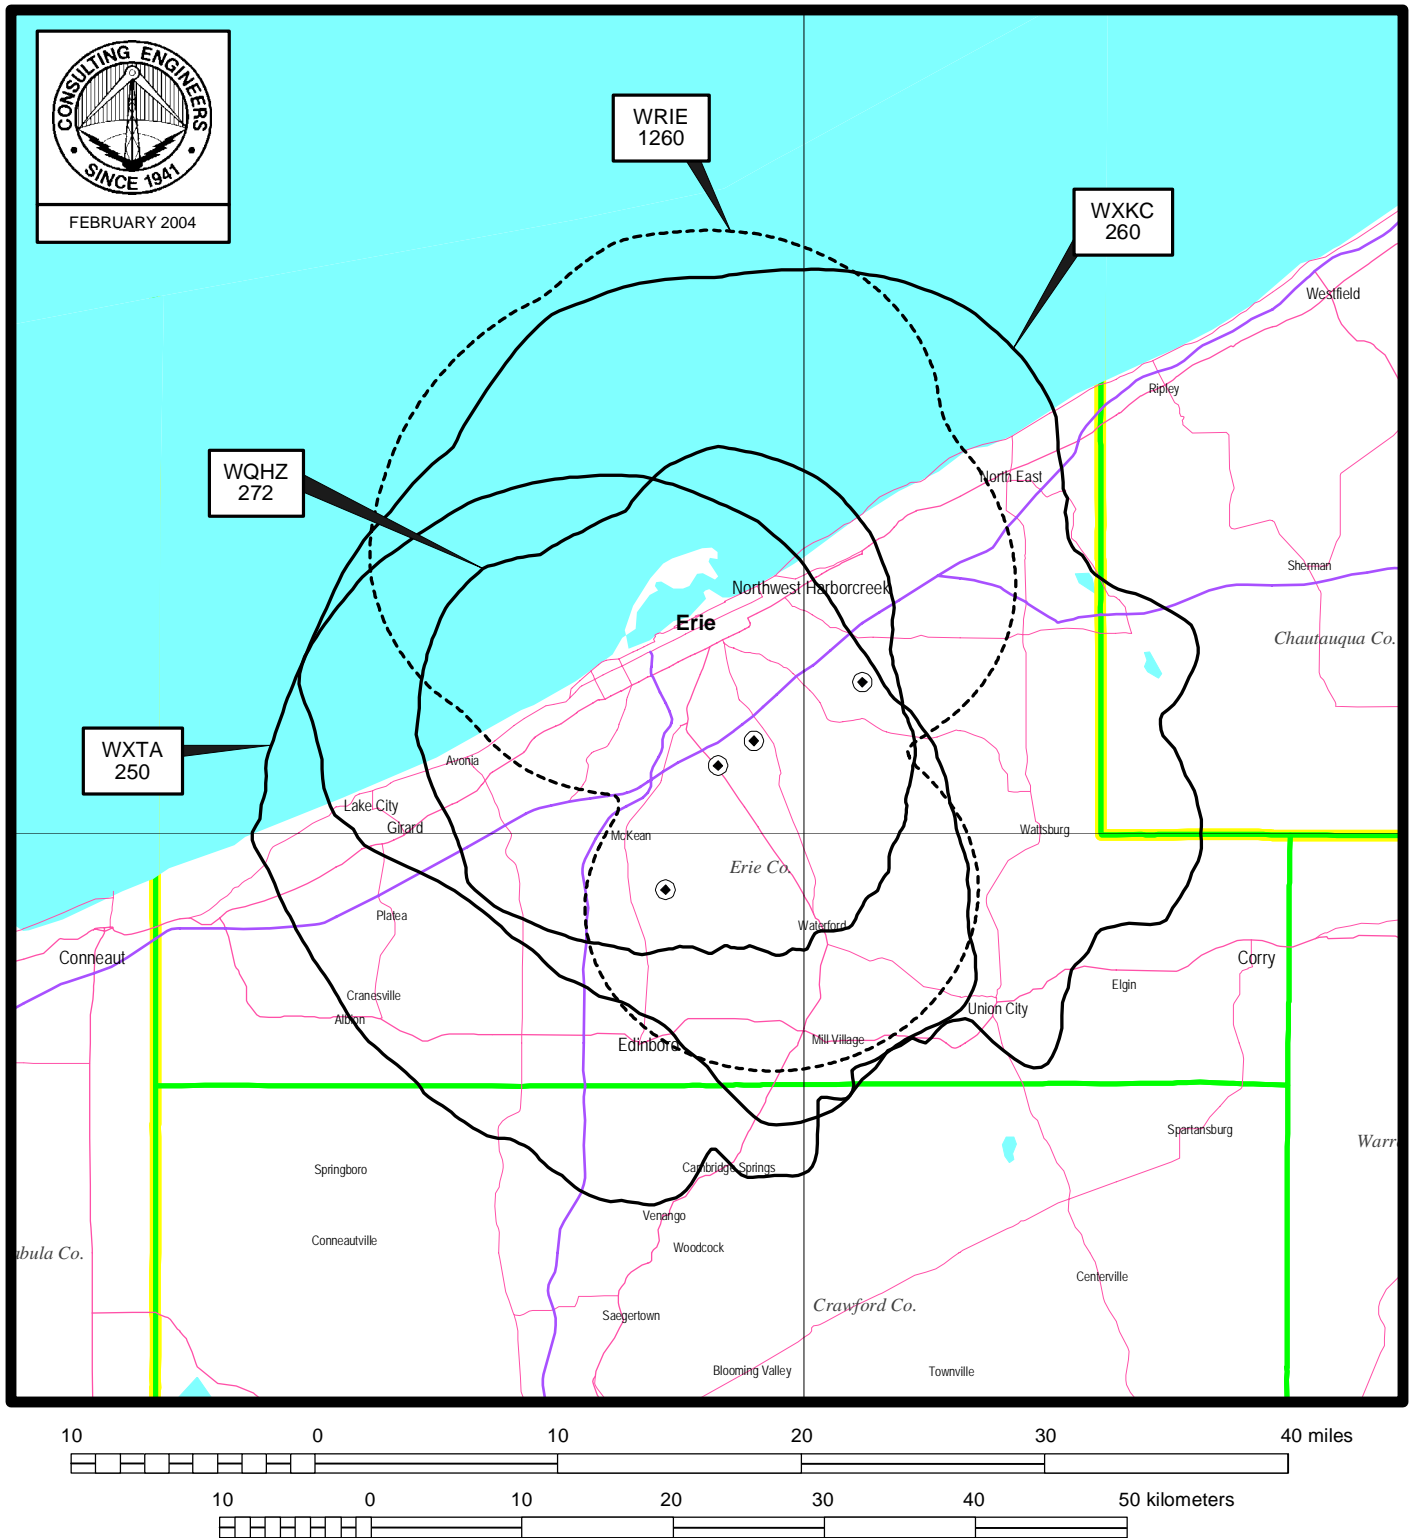 CONSULTING ENGINEERS
SINCE 1941
FEBRUARY 2004
WRIE
1260
WXKC
260
Westfield
Ripley
WQHZ
272
North East
Sherman
Northwest Harborcreek
Erie
Chautauqua Co.
WXTA
250
Avonia
Lake City
Girard
McKean
Wattsburg
Erie Co.
Platea
Waterford
Conneaut
Corry
Elgin
Cranesville
Union City
Albion
Edinboro
Mill Village
Spartansburg
Warr
Springboro
Cambridge Springs
Venango
Conneautville
Woodcock
abula Co.
Centerville
Crawford Co.
Saegertown
Blooming Valley
Townville
10 0 10 20 30 40 miles
10 0 10 20 30 40 50 kilometers